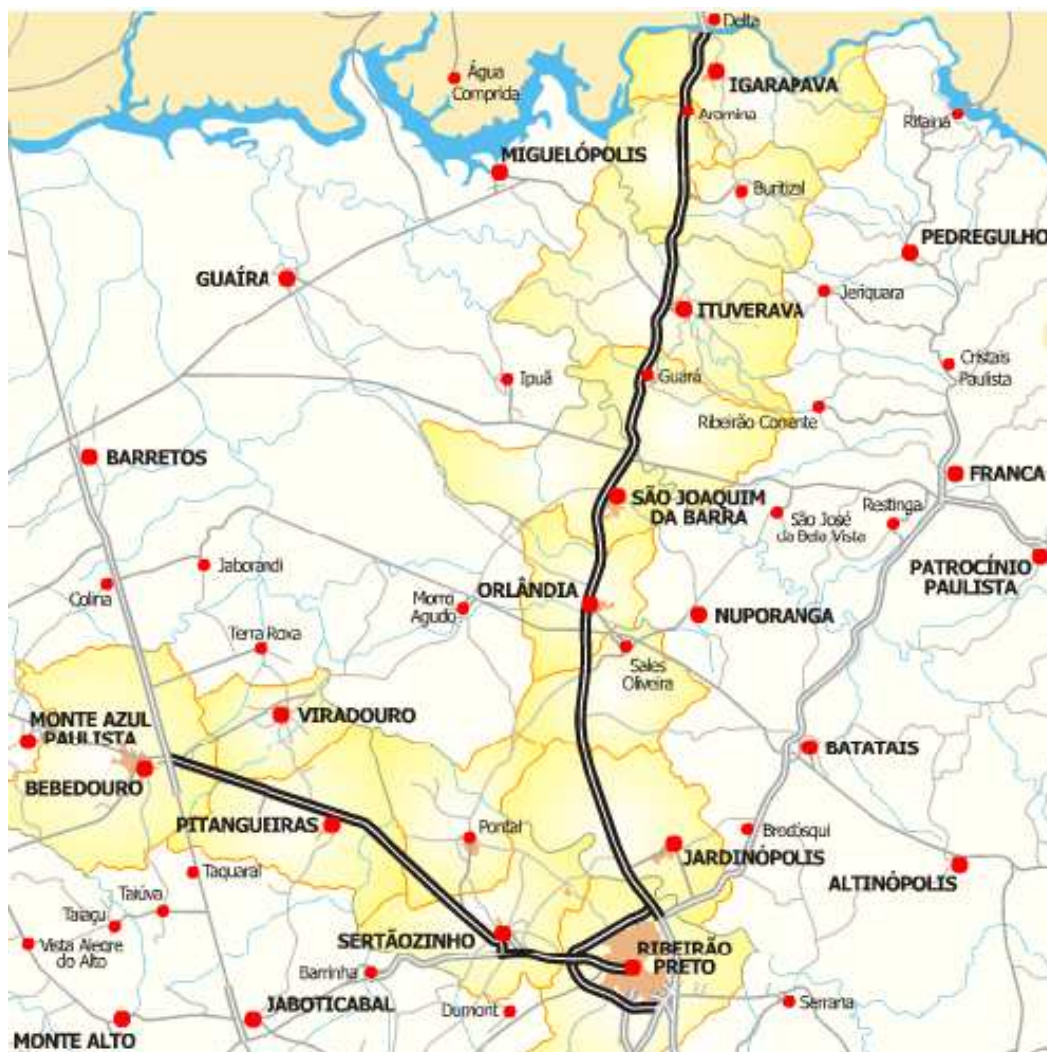 Delta
Água
Comprida
IGARAPAVA
Aramina
Rifaina
MIGUELÓPOLIS
Buritizal
PEDREGULHO
GUAÍRA
Jeriquara
ITUVERAVA
Cristais
Paulista
Ipuã
Guará
Ribeirão Corrente
BARRETOS
FRANCA
SÃO JOAQUIM
DA BARRA
Restinga
São José
da Bela Vista
Jaborandi
PATROCÍNIO
PAULISTA
Colina
Morro
Agudo
ORLÂNDIA
NUPORANGA
Terra Roxa
Sales
Oliveira
MONTE AZUL
PAULISTA
VIRADOURO
BATATAIS
BEBEDOURO
PITANGUEIRAS
Pontal
Brodósqui
JARDINÓPOLIS
Taquaral
ALTINÓPOLIS
Taiúva
Taiaçu
Vista Alegre
do Alto
SERTÃOZINHO
RIBEIRÃO
PRETO
Barrinha
JABOTICABAL
Dumont
Serrana
MONTE ALTO